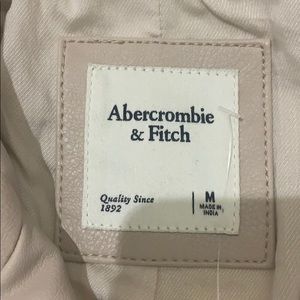 Abercrombie
& Fitch
Quality Since
1892
M
MADE IN
INDIA